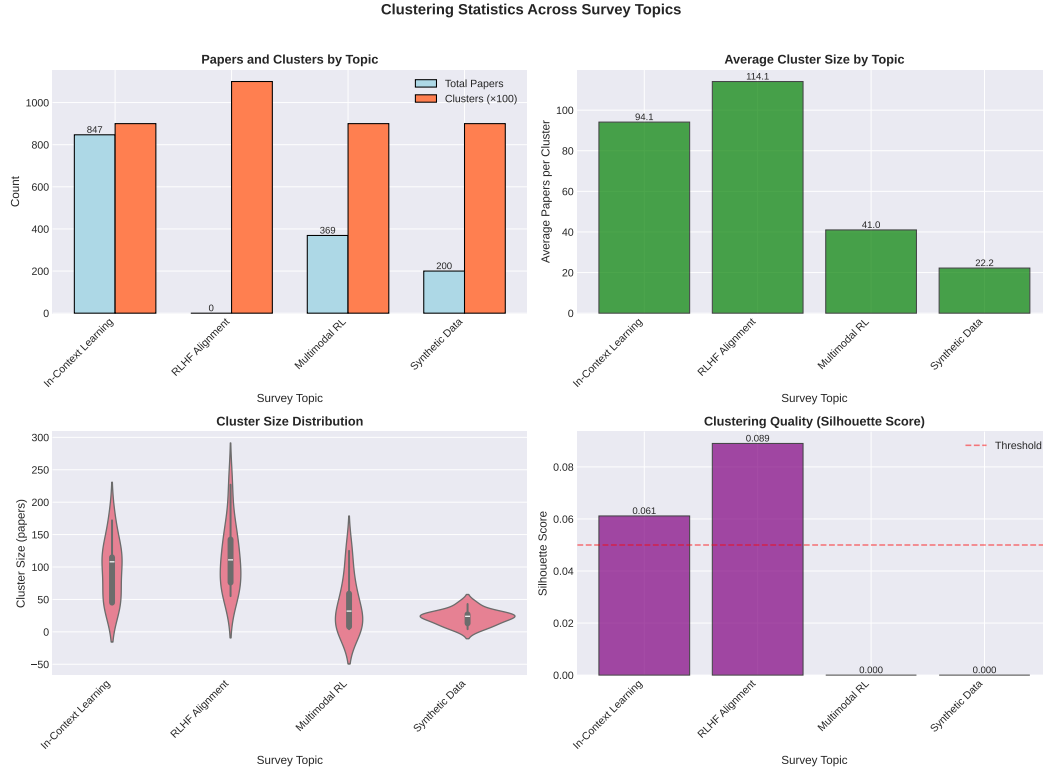 Clustering Statistics Across Survey Topics
Papers and Clusters by Topic
Total Papers
Clusters (×100)
Count
1000
800
600
400
200
0
847
0
369
200
In-Context Learning
RLHF Alignment
Multimodal RL
Synthetic Data
Survey Topic
Average Cluster Size by Topic
Average Papers per Cluster
100
80
60
40
20
0
94.1
114.1
41.0
22.2
In-Context Learning
RLHF Alignment
Multimodal RL
Synthetic Data
Survey Topic
Cluster Size Distribution
Cluster Size (papers)
300
250
200
150
100
50
0
−50
In-Context Learning
RLHF Alignment
Multimodal RL
Synthetic Data
Survey Topic
Clustering Quality (Silhouette Score)
Threshold
Silhouette Score
0.08
0.06
0.04
0.02
0.00
0.061
0.089
0.000
0.000
In-Context Learning
RLHF Alignment
Multimodal RL
Synthetic Data
Survey Topic